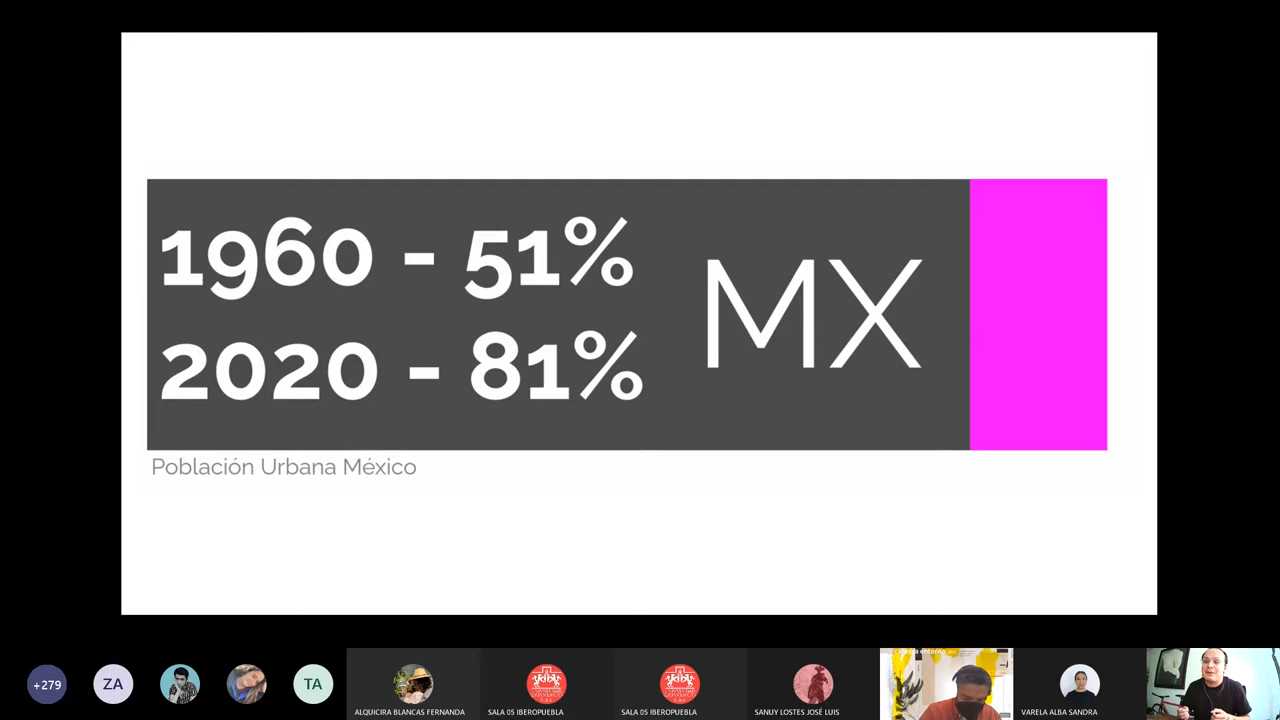 1960 - 51%
2020 - 81%
MX
Población Urbana México
+279
ZA
TA
ALQUICIRA BLANCAS FERNANDA
SALA 05 IBEROPUEBLA
SALA 05 IBEROPUEBLA
SANUY LOSTES JOSÉ LUIS
VARELA ALBA SANDRA